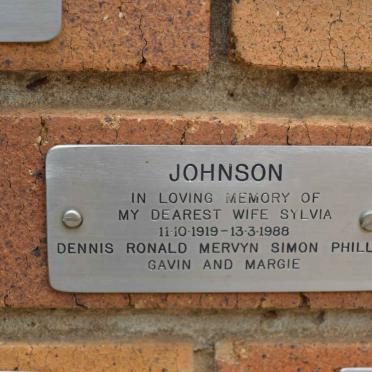 JOHNSON
IN LOVING MEMORY OF
MY DEAREST WIFE SYLVIA
11·10·1919 – 13·3·1988
DENNIS RONALD MERVYN SIMON
GAVIN AND MARGIE